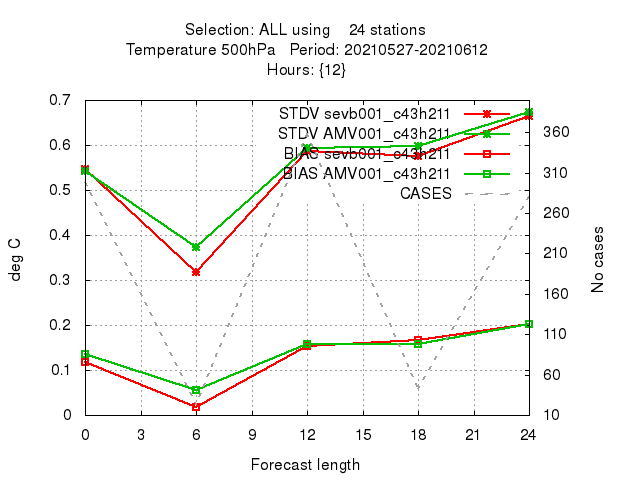 Selection: ALL using    24 stations
Temperature 500hPa   Period: 20210527-20210612
Hours: {12}
STDV sevb001_c43h211
STDV AMV001_c43h211
BIAS sevb001_c43h211
BIAS AMV001_c43h211
CASES
deg C
0.7
0.6
0.5
0.4
0.3
0.2
0.1
0
No cases
360
310
260
210
160
110
60
10
0 3 6 9 12 15 18 21 24
Forecast length